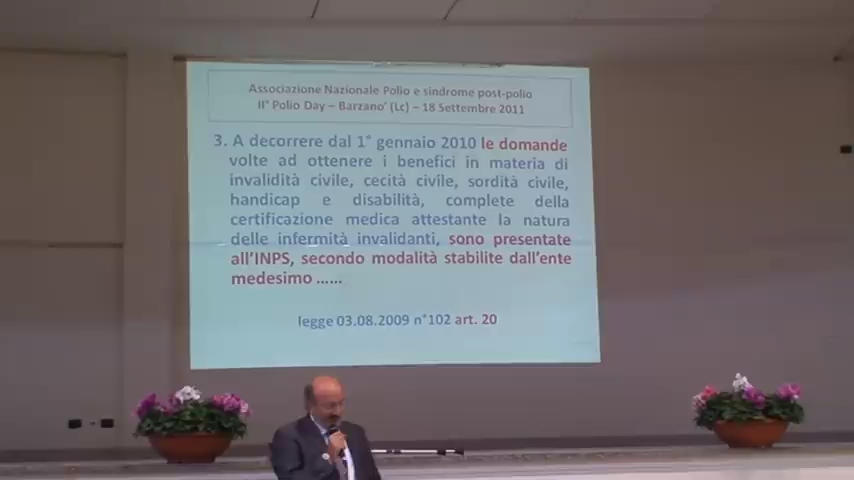 Associazione Nazionale Polio e sindrome post-polio
II° Polio Day – Barzano' (Lc) – 18 Settembre 2011
3. A decorrere dal 1° gennaio 2010 le domande
volte ad ottenere i benefici in materia di
invalidità civile, cecità civile, sordità civile,
handicap e disabilità, complete della
certificazione medica attestante la natura
delle infermità invalidanti, sono presentate
all'INPS, secondo modalità stabilite dall'ente
medesimo ......
legge 03.08.2009 n°102 art. 20